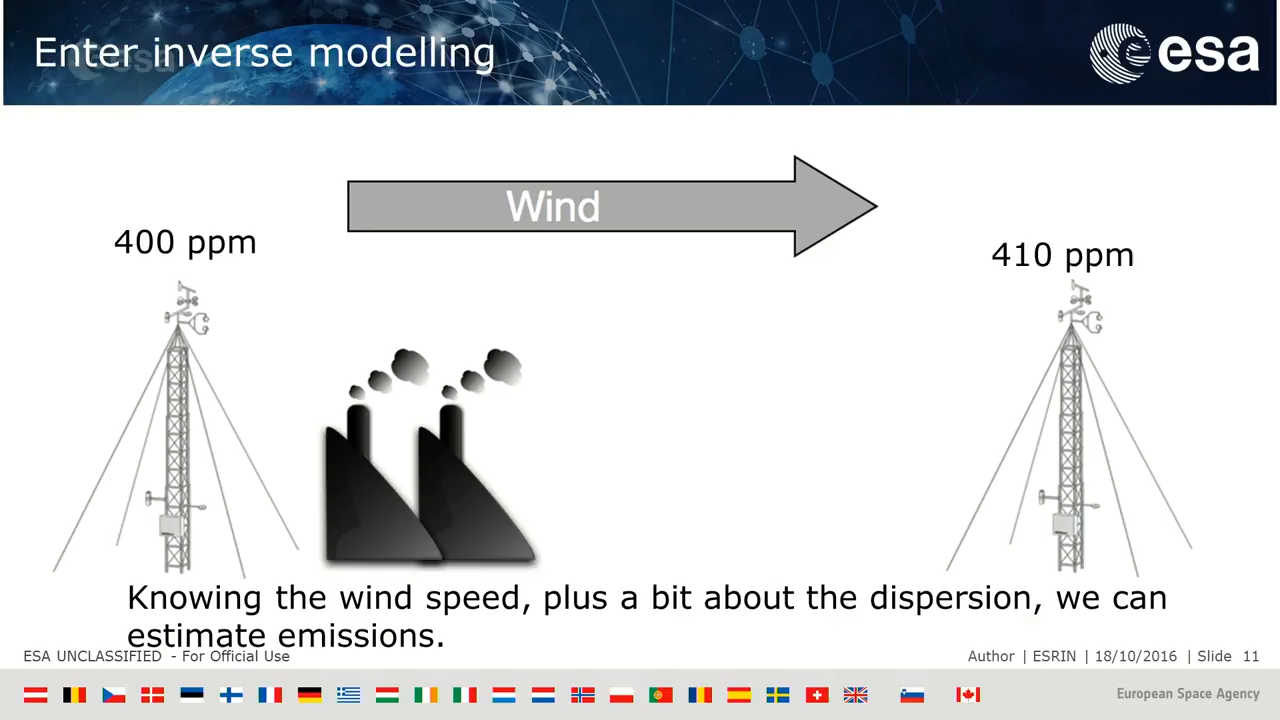 Enter inverse modelling
esa
esa
Wind
400 ppm
410 ppm
Knowing the wind speed, plus a bit about the dispersion, we can
estimate emissions.
ESA UNCLASSIFIED - For Official Use
Author | ESRIN | 18/10/2016 | Slide 11
European Space Agency